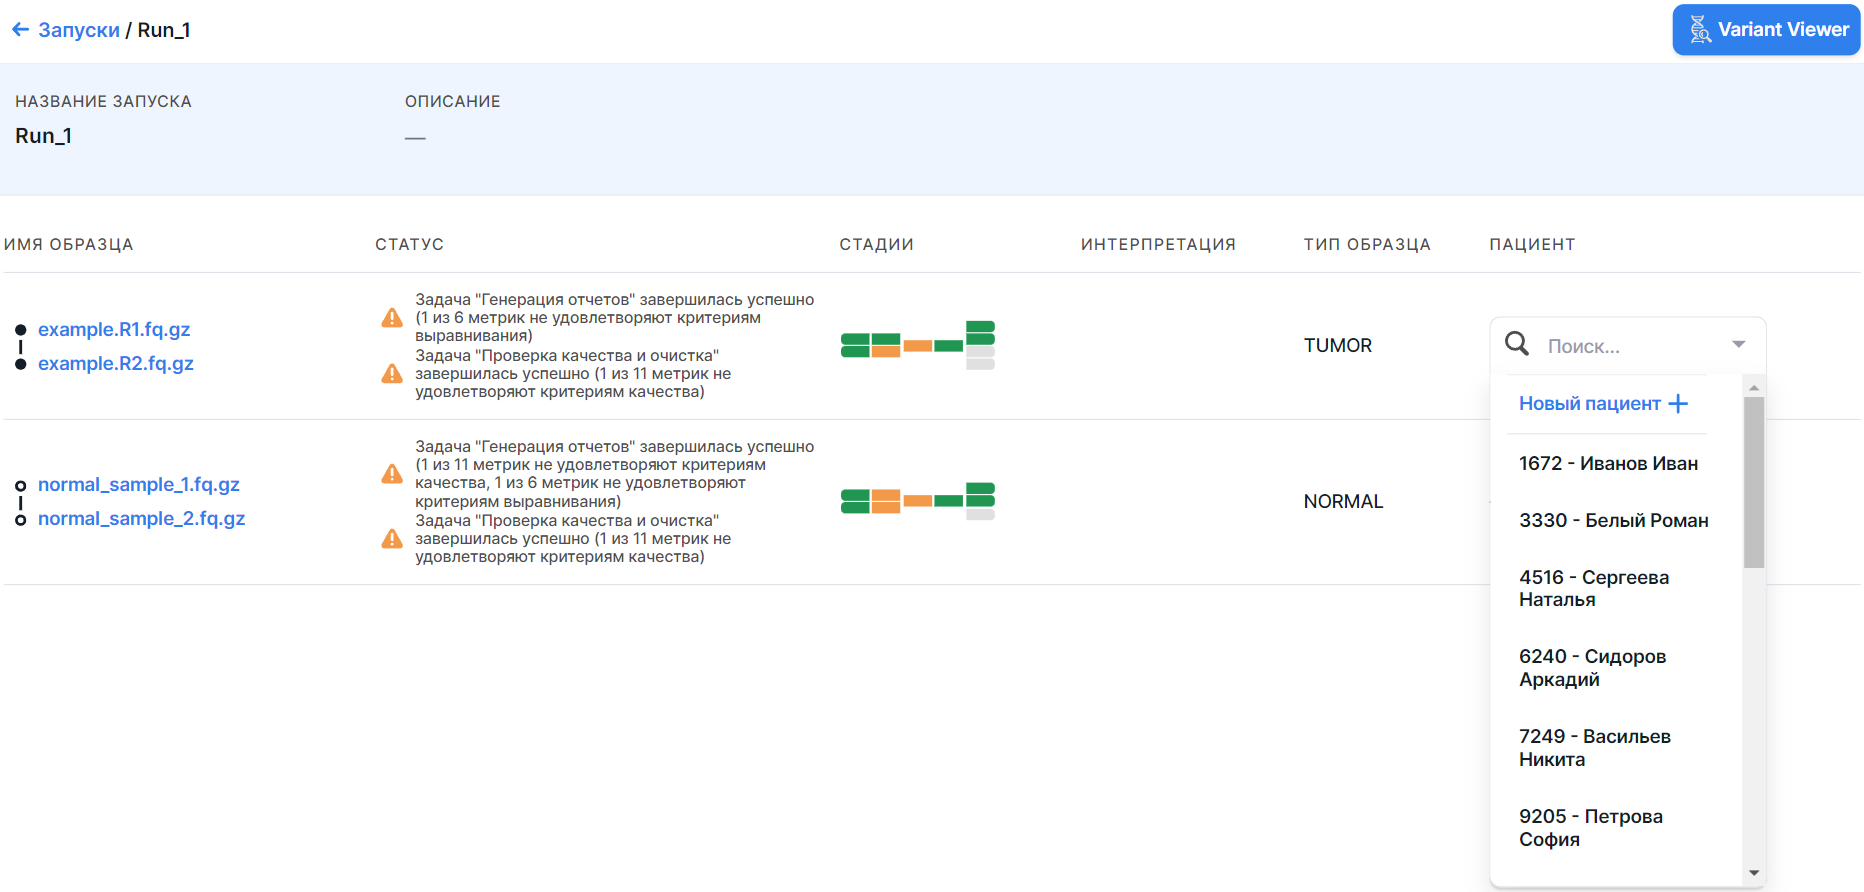 Запуски / Run_1
Variant Viewer
НАЗВАНИЕ ЗАПУСКА
ОПИСАНИЕ
Run_1
—
ИМЯ ОБРАЗЦА
СТАТУС
СТАДИИ
ИНТЕРПРЕТАЦИЯ
ТИП ОБРАЗЦА
ПАЦИЕНТ
example.R1.fq.gz
example.R2.fq.gz
Задача "Генерация отчетов" завершилась успешно
(1 из 6 метрик не удовлетворяют критериям
выравнивания)
Задача "Проверка качества и очистка"
завершилась успешно (1 из 11 метрик не
удовлетворяют критериям качества)
TUMOR
Поиск...
Новый пациент +
1672 - Иванов Иван
3330 - Белый Роман
4516 - Сергеева
Наталья
6240 - Сидоров
Аркадий
7249 - Васильев
Никита
9205 - Петрова
София
normal_sample_1.fq.gz
normal_sample_2.fq.gz
Задача "Генерация отчетов" завершилась успешно
(1 из 11 метрик не удовлетворяют критериям
качества, 1 из 6 метрик не удовлетворяют
критериям выравнивания)
Задача "Проверка качества и очистка"
завершилась успешно (1 из 11 метрик не
удовлетворяют критериям качества)
NORMAL